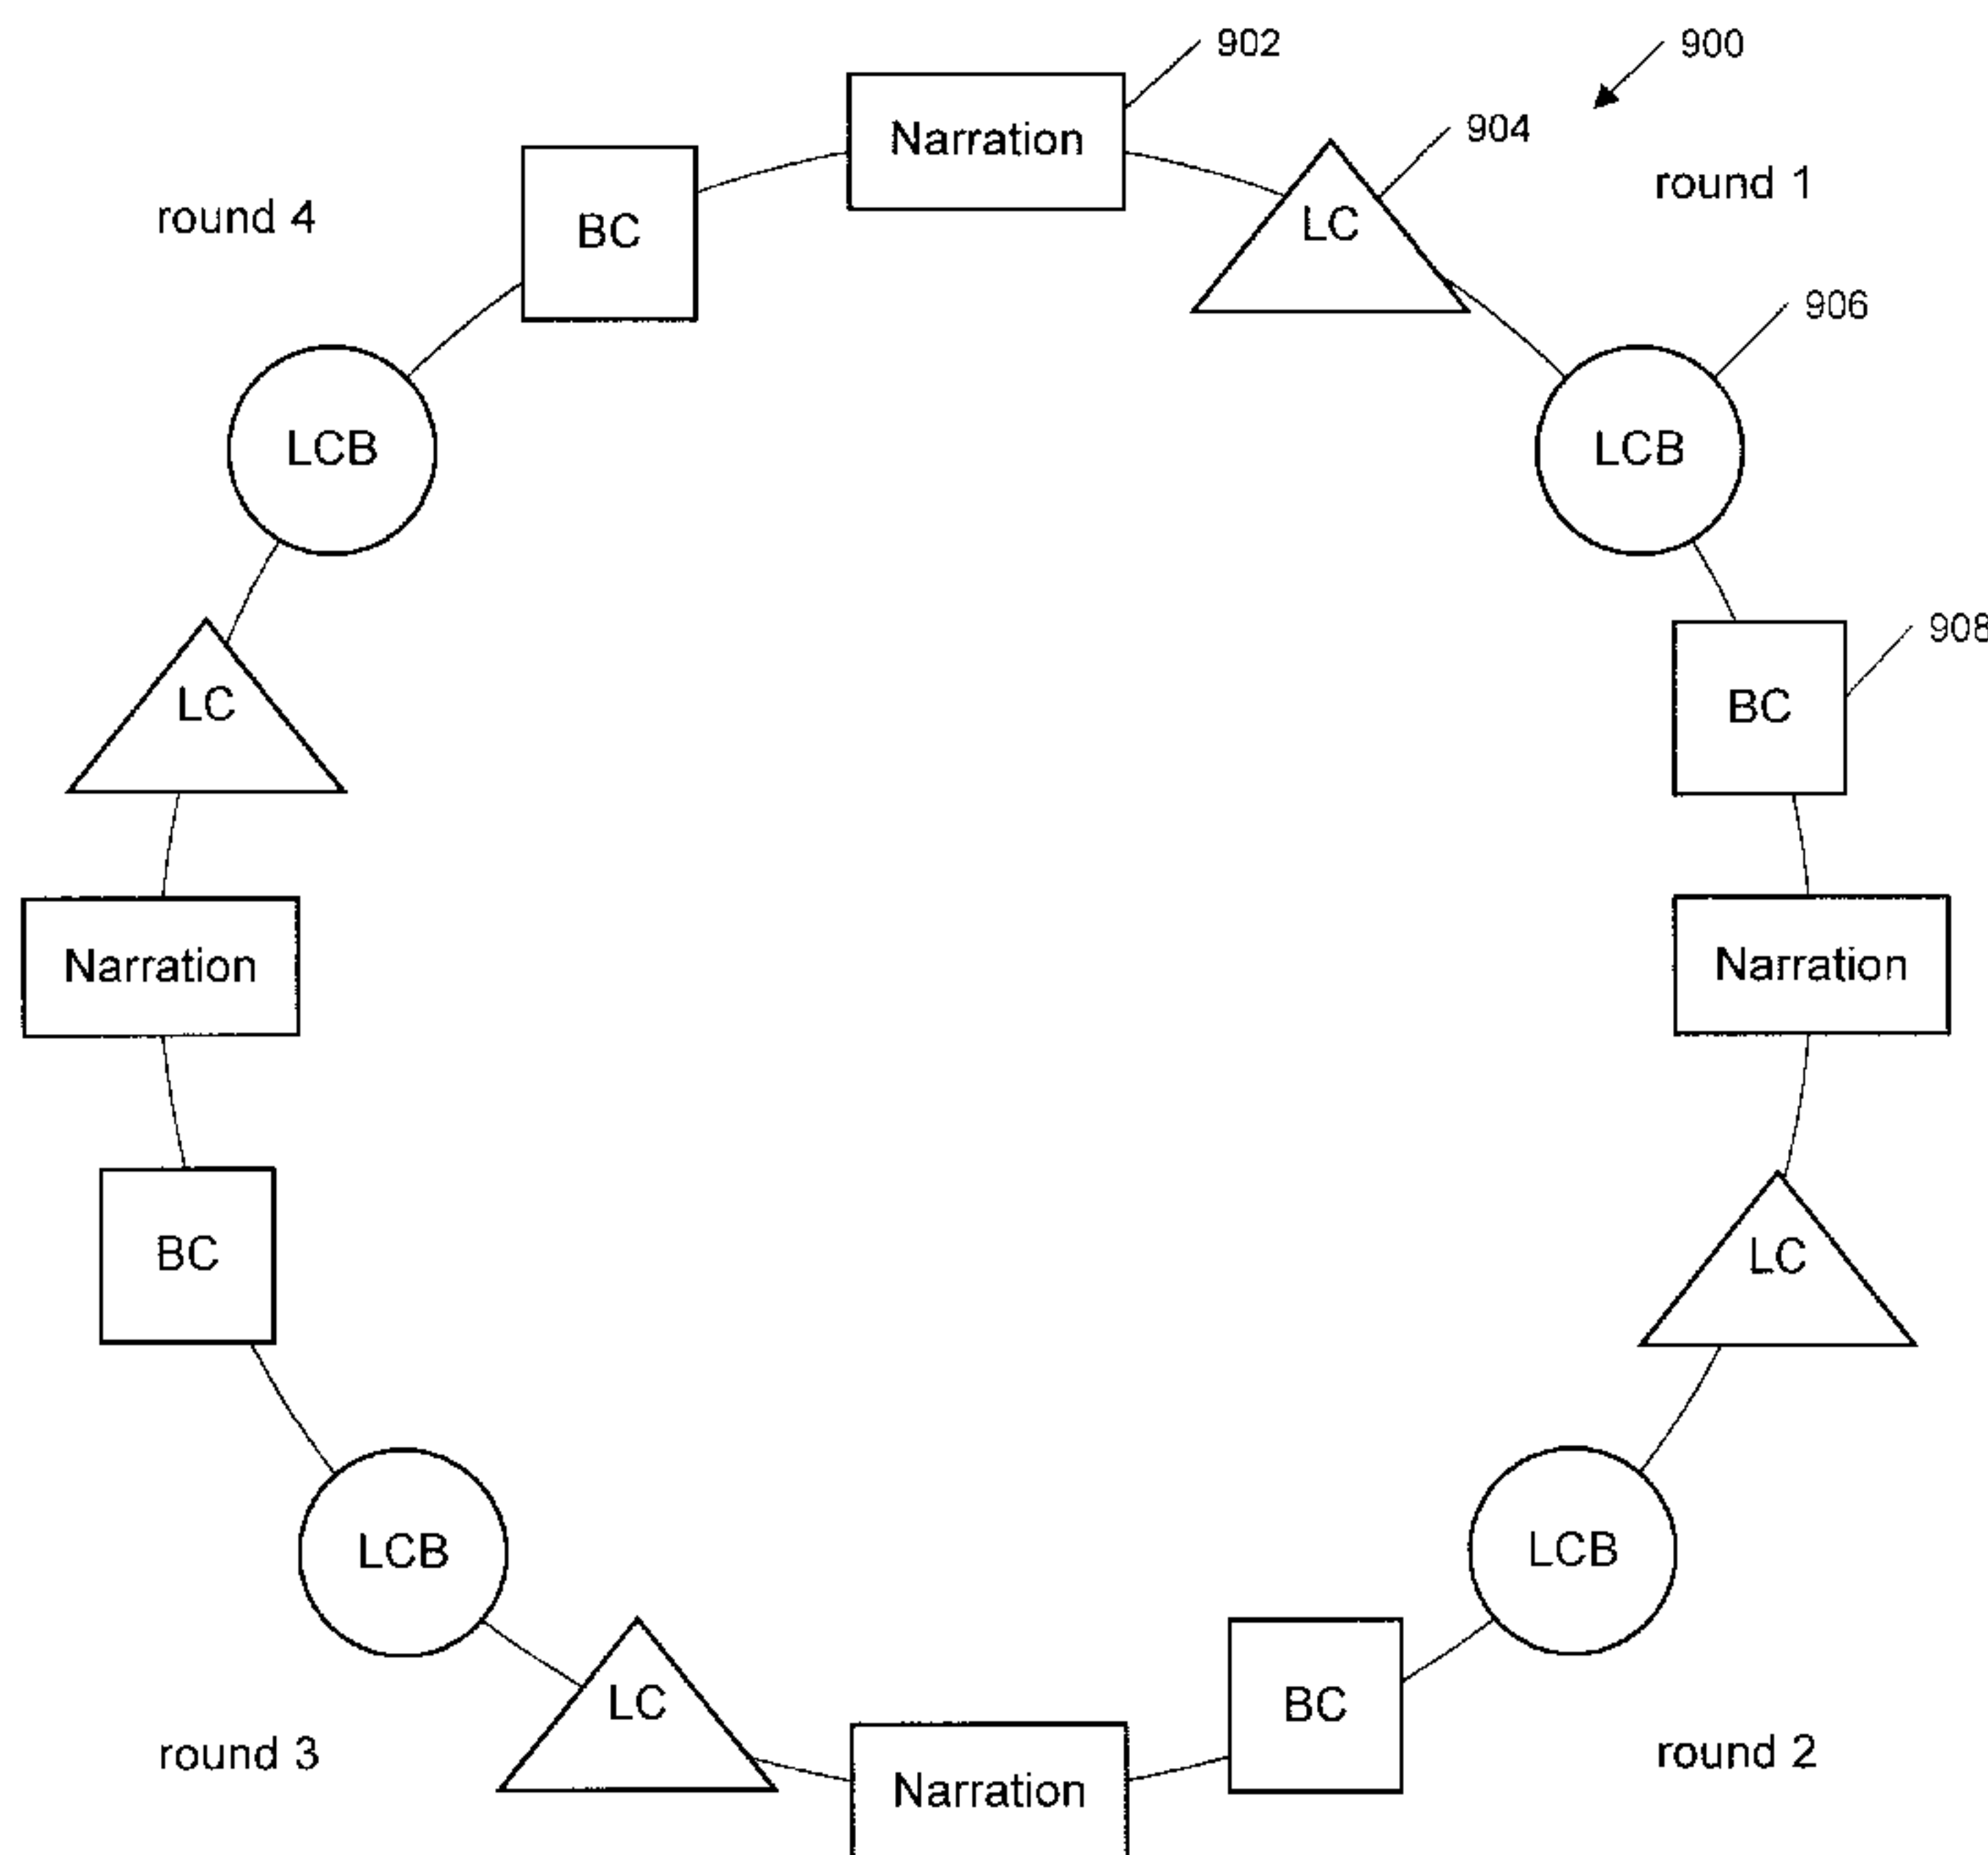 902
900
Narration
904
LC
round 1
round 4
BC
906
LCB
LCB
908
BC
LC
Narration
Narration
BC
LC
LCB
LCB
LC
BC
round 3
round 2
Narration